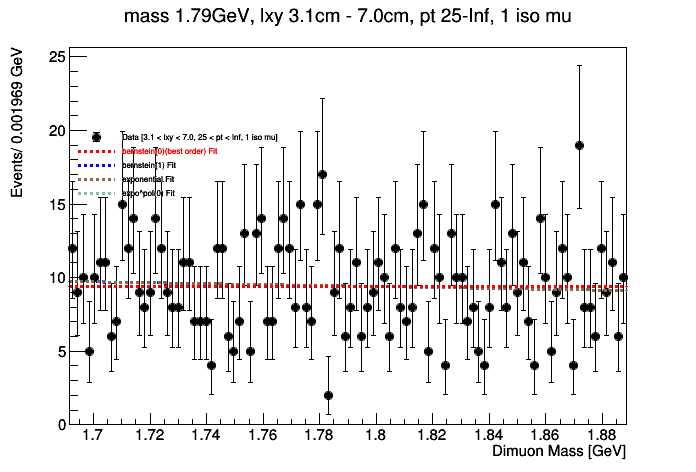 mass 1.79GeV, lxy 3.1cm - 7.0cm, pt 25-Inf, 1 iso mu
Events/ 0.001969 GeV
25
20
15
10
5
0
Data [3.1 < lxy < 7.0, 25 < pt < Inf, 1 iso mu]
bernstein[0](best order) Fit
bernstein[1] Fit
exponential Fit
expo*pol[0] Fit
1.7 1.72 1.74 1.76 1.78 1.8 1.82 1.84 1.86 1.88
Dimuon Mass [GeV]